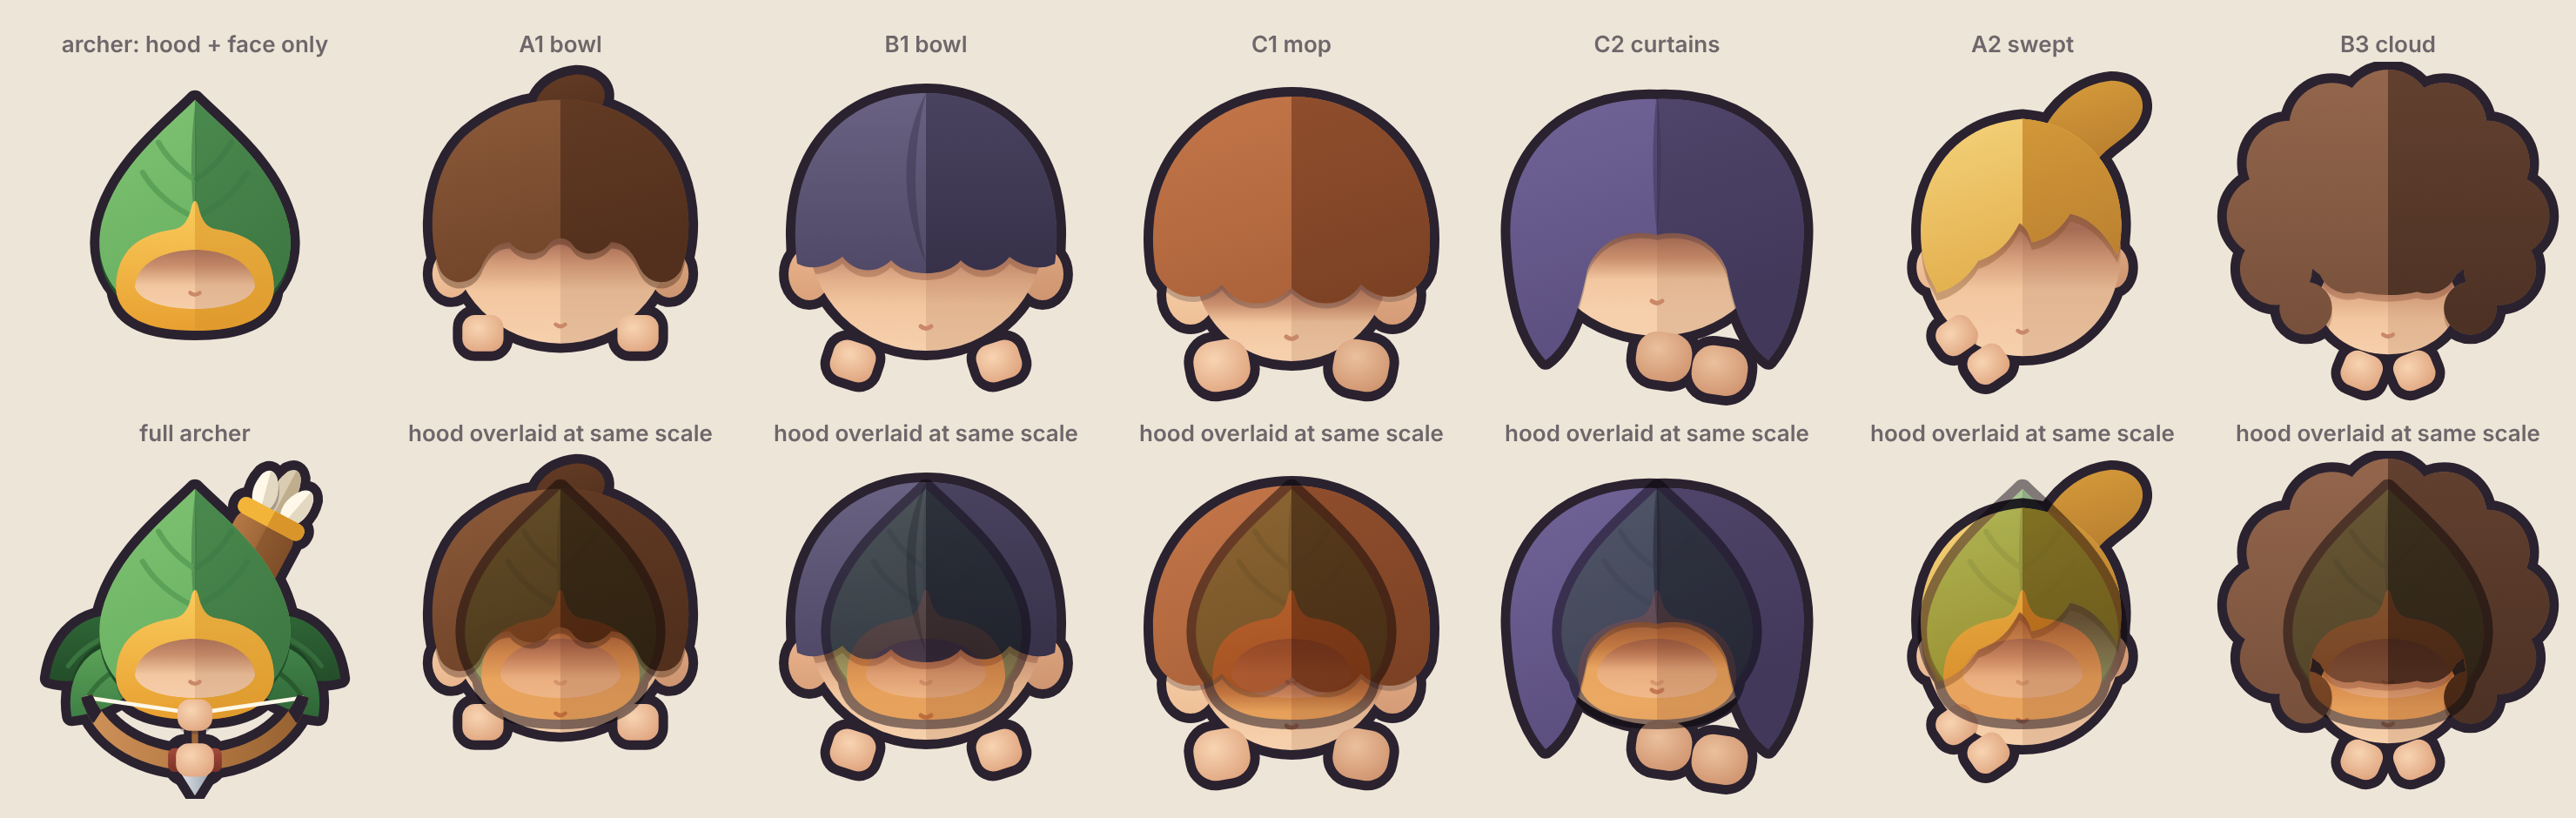 archer: hood + face only
A1 bowl
B1 bowl
C1 mop
C2 curtains
A2 swept
B3 cloud
full archer
hood overlaid at same scale
hood overlaid at same scale
hood overlaid at same scale
hood overlaid at same scale
hood overlaid at same scale
hood overlaid at same scale